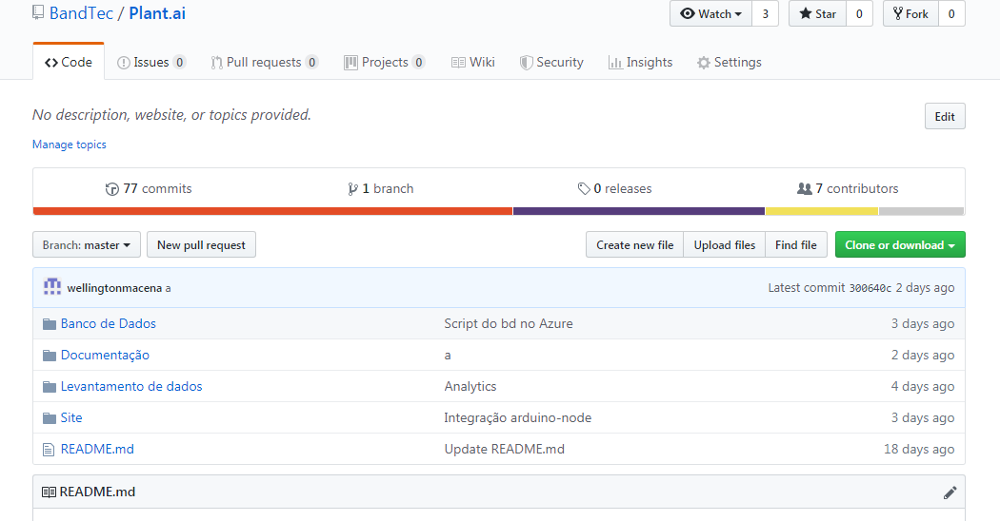 BandTec / Plant.ai Watch 3 Star 0 Fork 0
Code Issues 0 Pull requests 0 Projects 0 Wiki Security Insights Settings
No description, website, or topics provided. Edit
Manage topics
77 commits 1 branch 0 releases 7 contributors
Branch: master New pull request Create new file Upload files Find file Clone or download
wellingtonmacena a Latest commit 300640c 2 days ago
Banco de Dados Script do bd no Azure 3 days ago
Documentação a 2 days ago
Levantamento de dados Analytics 4 days ago
Site Integração arduino-node 3 days ago
README.md Update README.md 18 days ago
README.md